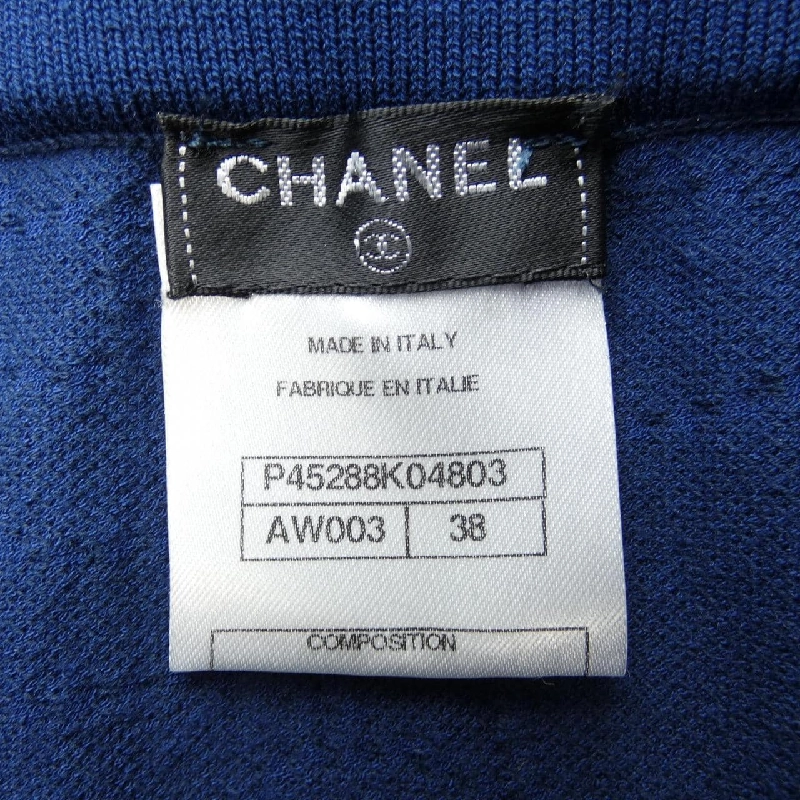 CHANEL
MADE IN ITALY
FABRIQUE EN ITALIE
P45288K04803
AW003 38
COMPOSITION